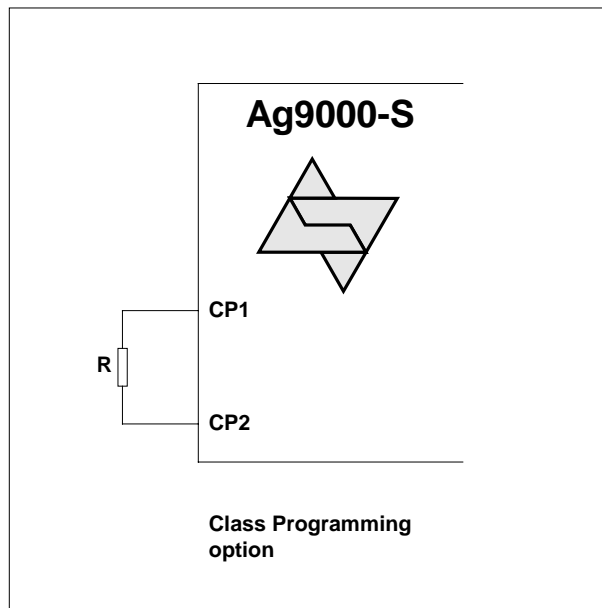 Ag9000-S
CP1
R
CP2
Class Programming
option